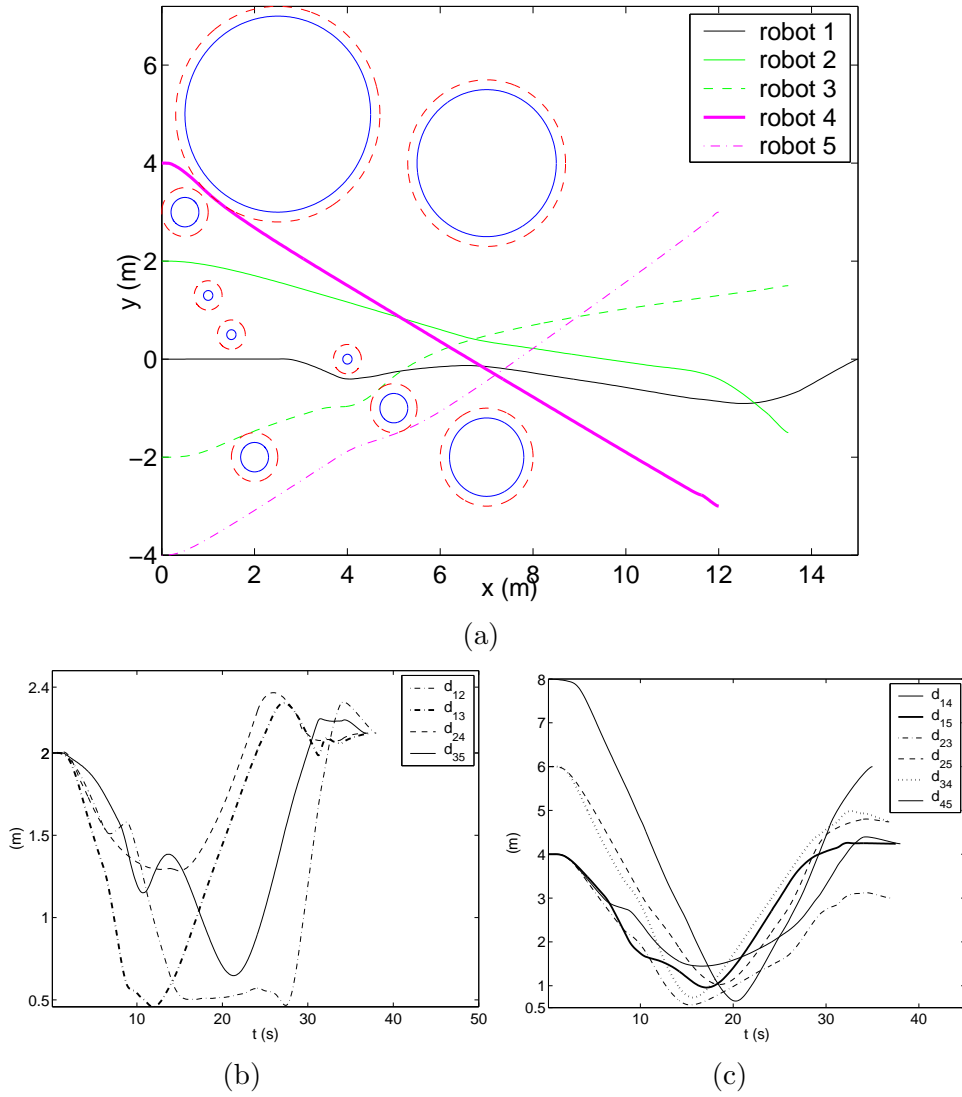 robot 1
robot 2
robot 3
robot 4
robot 5
6
4
2
0
−2
−4
y (m)
0 2 4 6 8 10 12 14
x (m)
(a)
2.4
2
1.5
1
0.5
(m)
10 20 30 40 50
t (s)
d12
d13
d24
d35
(b)
8
7
6
5
4
3
2
1
0.5
(m)
10 20 30 40
t (s)
d14
d15
d23
d25
d34
d45
(c)